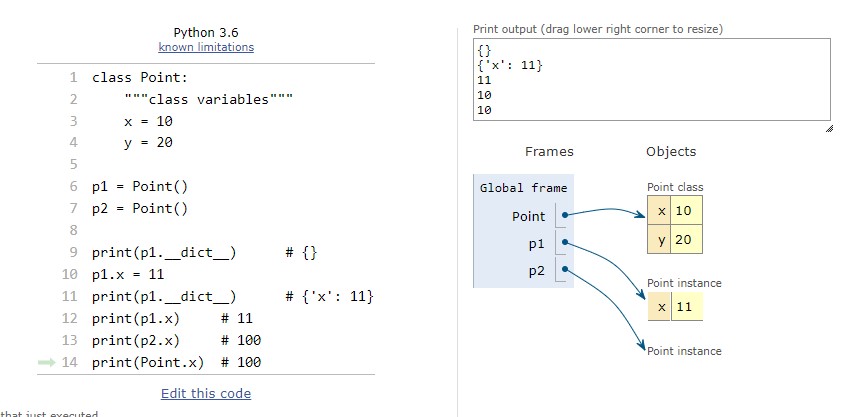 Python 3.6
known limitations
1 class Point:
2     """class variables"""
3     x = 10
4     y = 20
5
6 p1 = Point()
7 p2 = Point()
8
9 print(p1.__dict__)      # {}
10 p1.x = 11
11 print(p1.__dict__)      # {'x': 11}
12 print(p1.x)     # 11
13 print(p2.x)     # 100
14 print(Point.x)  # 100
Edit this code
that just executed
Print output (drag lower right corner to resize)
{}
{'x': 11}
11
10
10
Frames
Objects
Global frame
Point
p1
p2
Point class
x 10
y 20
Point instance
x 11
Point instance